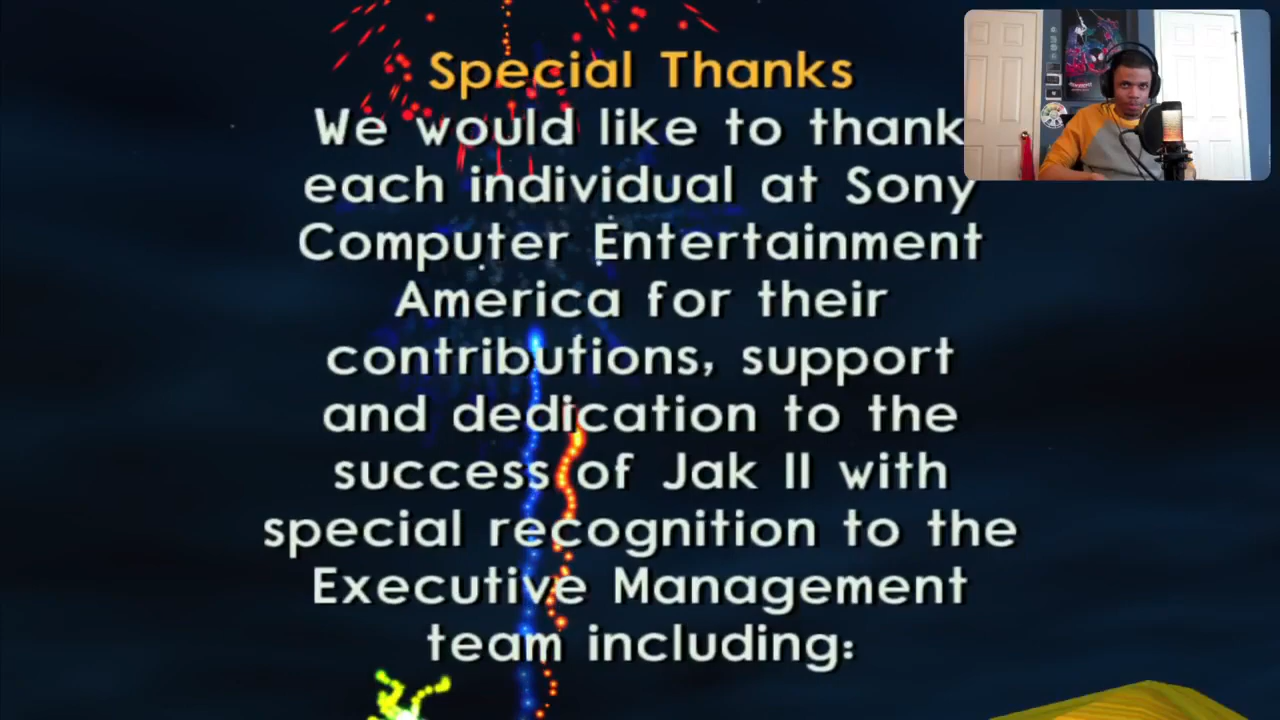 Special Thanks
We would like to thank
each individual at Sony
Computer Entertainment
America for their
contributions, support
and dedication to the
success of Jak II with
special recognition to the
Executive Management
team including: